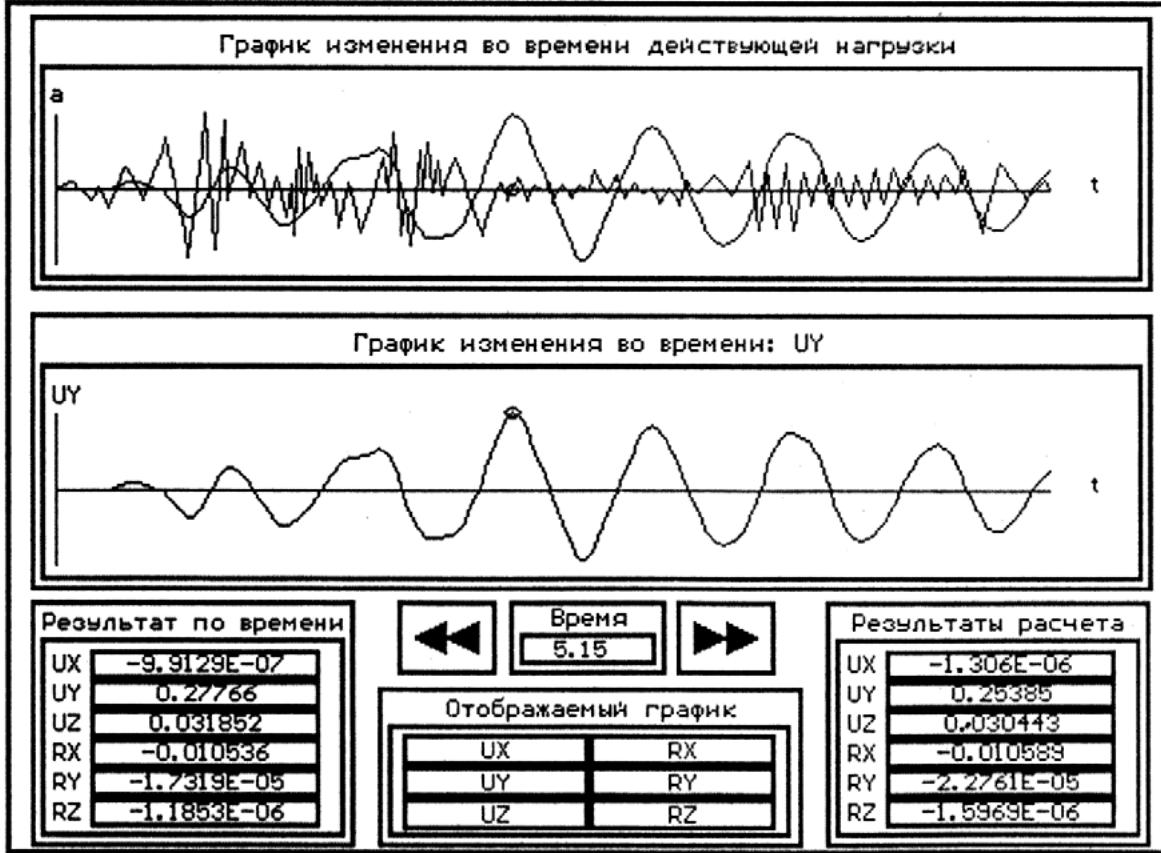 График изменения во времени действующей нагрузки
a
t
График изменения во времени: UY
UY
t
Результат по времени
UX -9.9129E-07
UY 0.27766
UZ 0.031852
RX -0.010536
RY -1.7319E-05
RZ -1.1853E-06
Время
5.15
Отображаемый график
UX RX
UY RY
UZ RZ
Результаты расчета
UX -1.306E-06
UY 0.25385
UZ 0.030443
RX -0.010589
RY -2.2761E-05
RZ -1.5969E-06